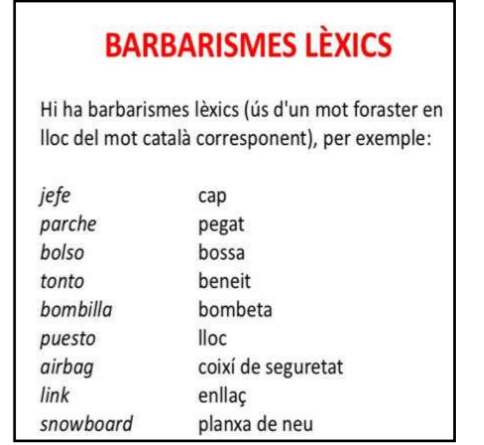 BARBARISMES LÈXICS
Hi ha barbarismes lèxics (ús d'un mot foraster en
lloc del mot català corresponent), per exemple:
jefe cap
parche pegat
bolso bossa
tonto beneit
bombilla bombeta
puesto lloc
airbag coixí de seguretat
link enllaç
snowboard planxa de neu